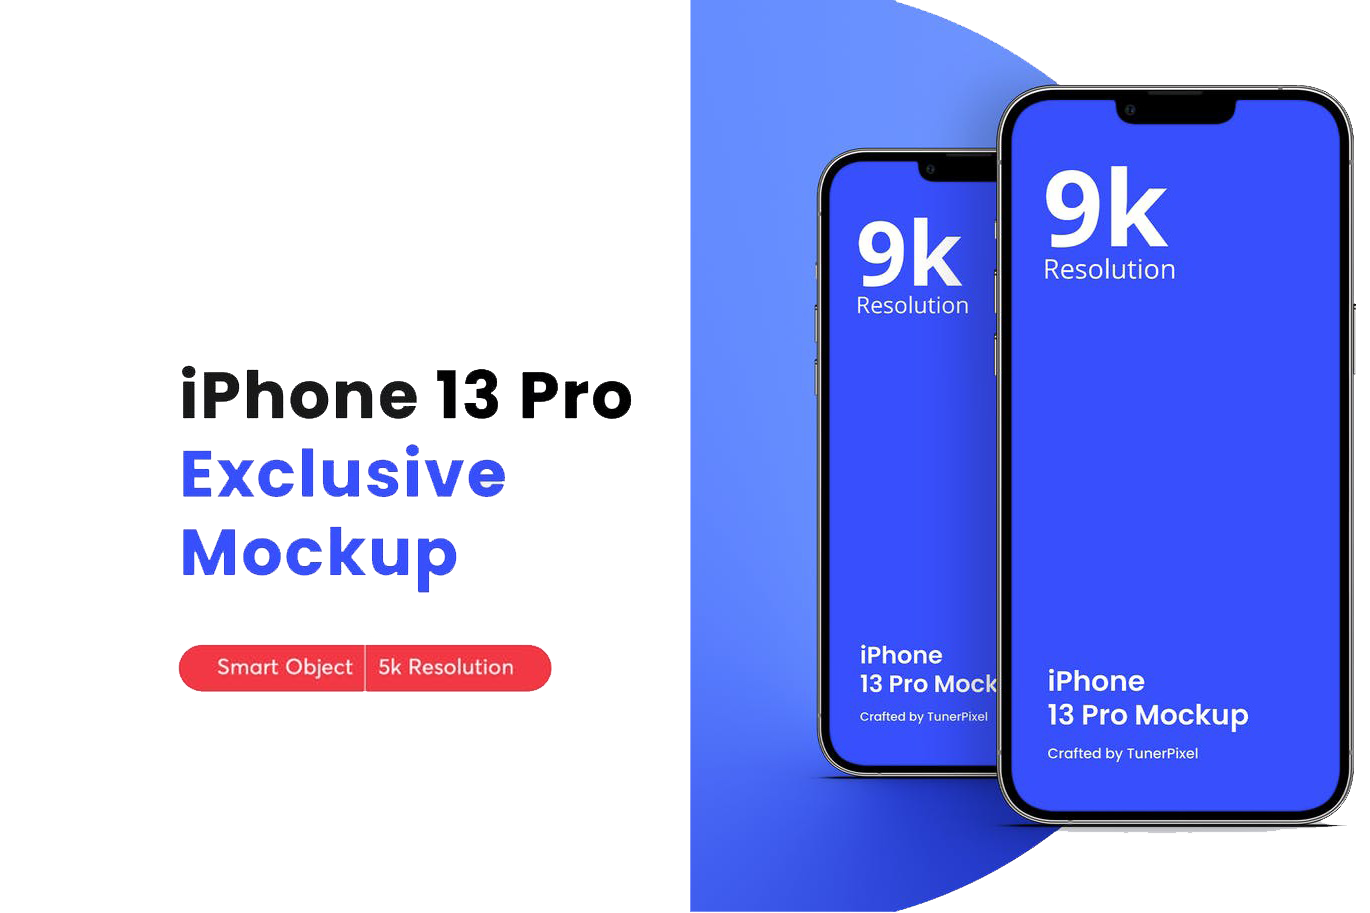 iPhone 13 Pro
Exclusive
Mockup
Smart Object
5k Resolution
9k
Resolution
iPhone
13 Pro Mock
Crafted by TunerPixel
9k
Resolution
iPhone
13 Pro Mockup
Crafted by TunerPixel